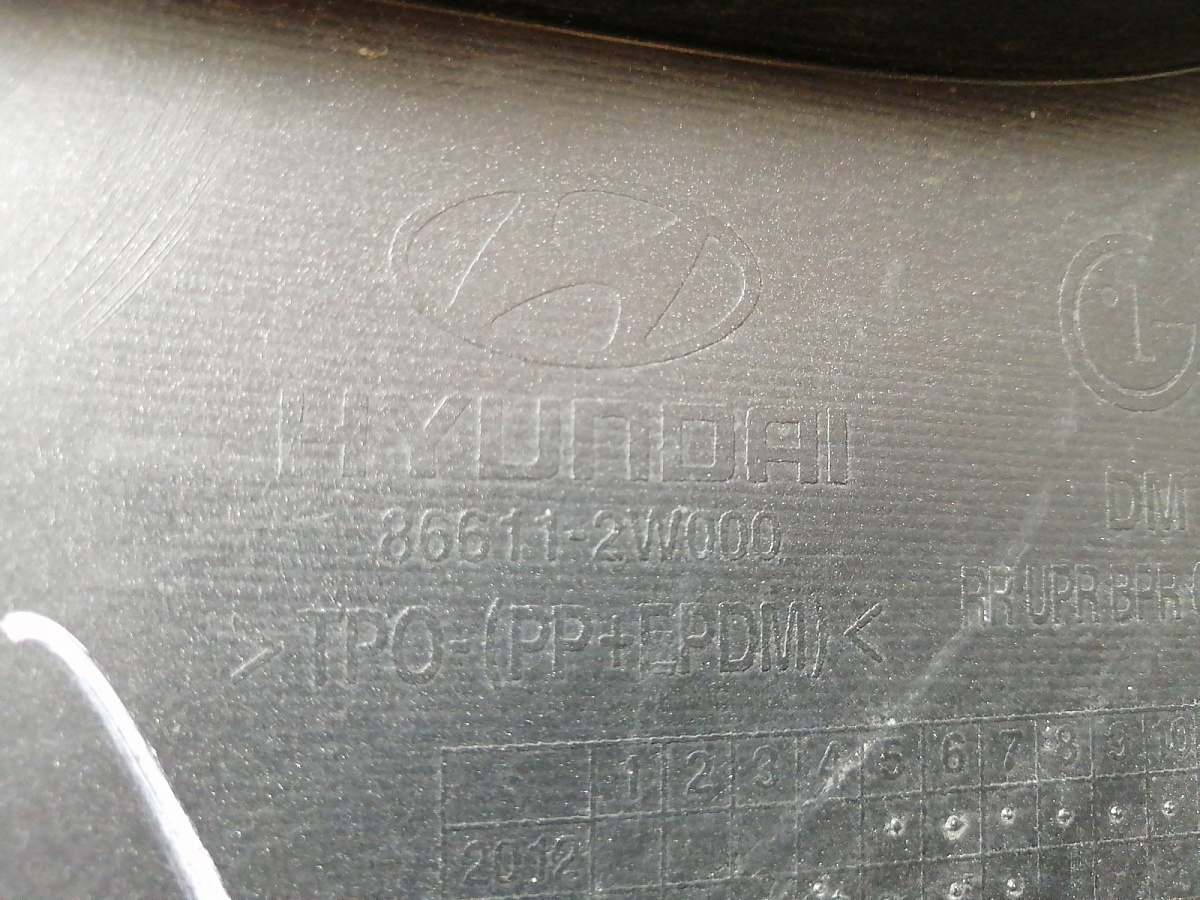 HYUNDAI
86611-2W000
>TPO-(PP+EPDM)<
DM
RR UPR BPR
1 2 3 4 5 6 7 8 9 10
2012